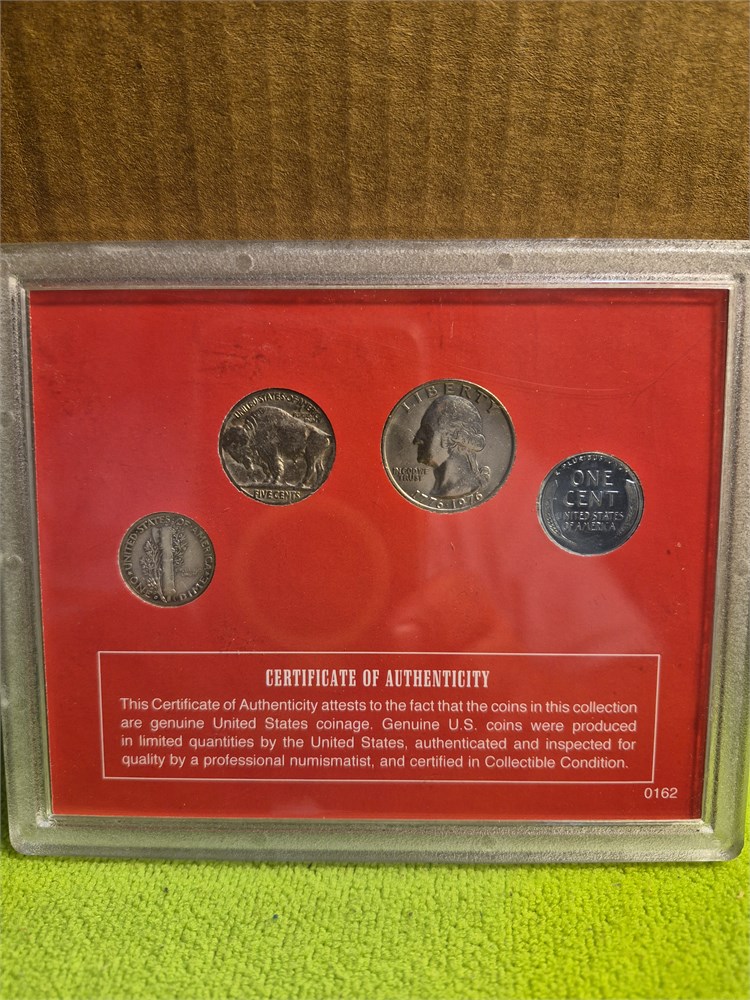 UNITED STATES OF AMERICA
FIVE CENTS
LIBERTY
IN GOD WE
TRUST
1776-1976
E PLURIBUS
ONE
CENT
UNITED STATES
OF AMERICA
UNITED STATES OF AMERICA
ONE DIME
CERTIFICATE OF AUTHENTICITY
This Certificate of Authenticity attests to the fact that the coins in this collection
are genuine United States coinage. Genuine U.S. coins were produced
in limited quantities by the United States, authenticated and inspected for
quality by a professional numismatist, and certified in Collectible Condition.
0162